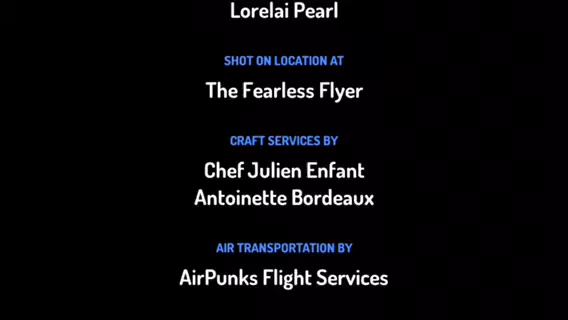 Lorelai Pearl
SHOT ON LOCATION AT
The Fearless Flyer
CRAFT SERVICES BY
Chef Julien Enfant
Antoinette Bordeaux
AIR TRANSPORTATION BY
AirPunks Flight Services